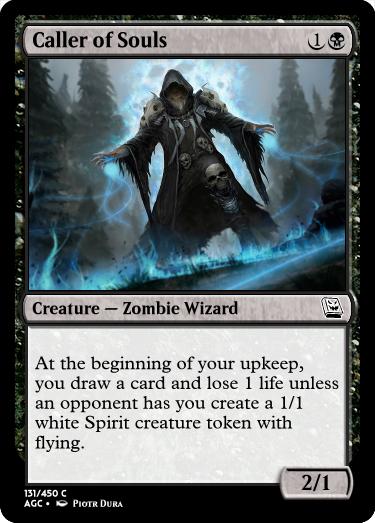 Caller of Souls 1
Creature — Zombie Wizard
At the beginning of your upkeep,
you draw a card and lose 1 life unless
an opponent has you create a 1/1
white Spirit creature token with
flying.
2/1
131/450 C
AGC • Piotr Dura